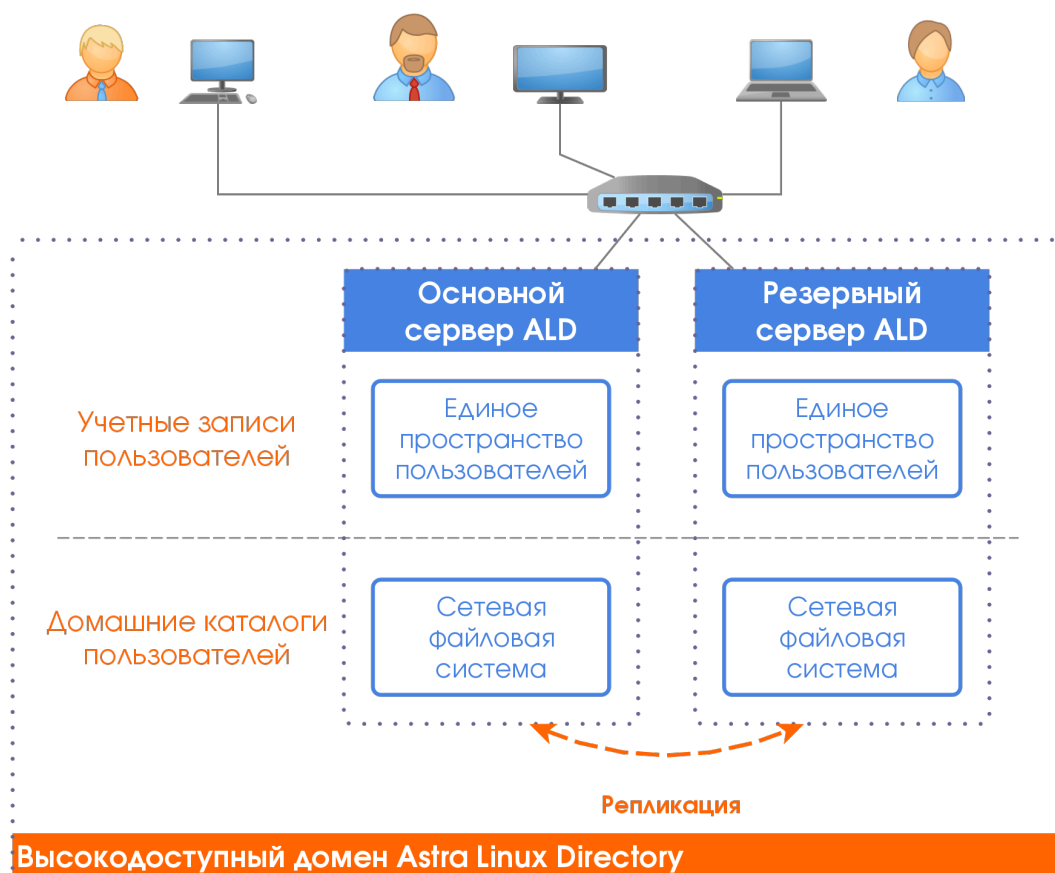 Основной
сервер ALD
Резервный
сервер ALD
Учетные записи
пользователей
Единое
пространство
пользователей
Единое
пространство
пользователей
Домашние каталоги
пользователей
Сетевая
файловая
система
Сетевая
файловая
система
Репликация
Высокодоступный домен Astra Linux Directory